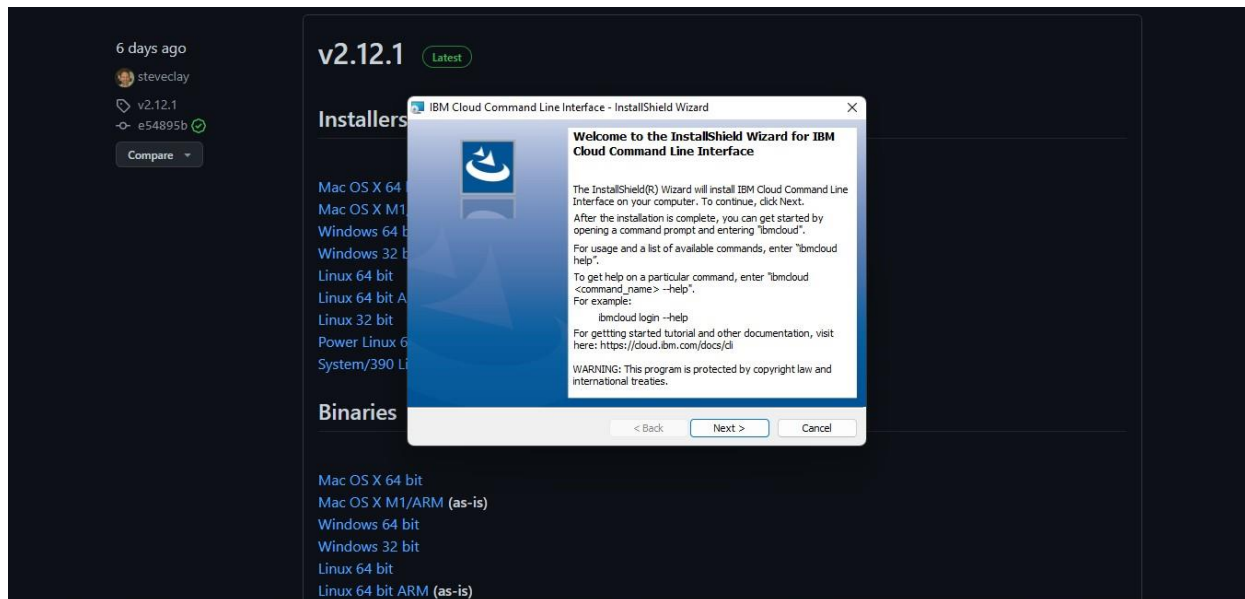 6 days ago
steveclay
v2.12.1
e54895b
Compare
v2.12.1
Latest
Installers
Mac OS X 64
Mac OS X M1
Windows 64
Windows 32
Linux 64 bit
Linux 64 bit A
Linux 32 bit
Power Linux 6
System/390 Li
IBM Cloud Command Line Interface - InstallShield Wizard
Welcome to the InstallShield Wizard for IBM
Cloud Command Line Interface
The InstallShield(R) Wizard will install IBM Cloud Command Line
Interface on your computer. To continue, click Next.
After the installation is complete, you can get started by
opening a command prompt and entering "ibmcloud".
For usage and a list of available commands, enter "ibmcloud
help".
To get help on a particular command, enter "ibmcloud
<command_name> --help".
For example:
ibmcloud login --help
For gettting started tutorial and other documentation, visit
here: https://cloud.ibm.com/docs/cli
WARNING: This program is protected by copyright law and
international treaties.
< Back
Next >
Cancel
Binaries
Mac OS X 64 bit
Mac OS X M1/ARM (as-is)
Windows 64 bit
Windows 32 bit
Linux 64 bit
Linux 64 bit ARM (as-is)